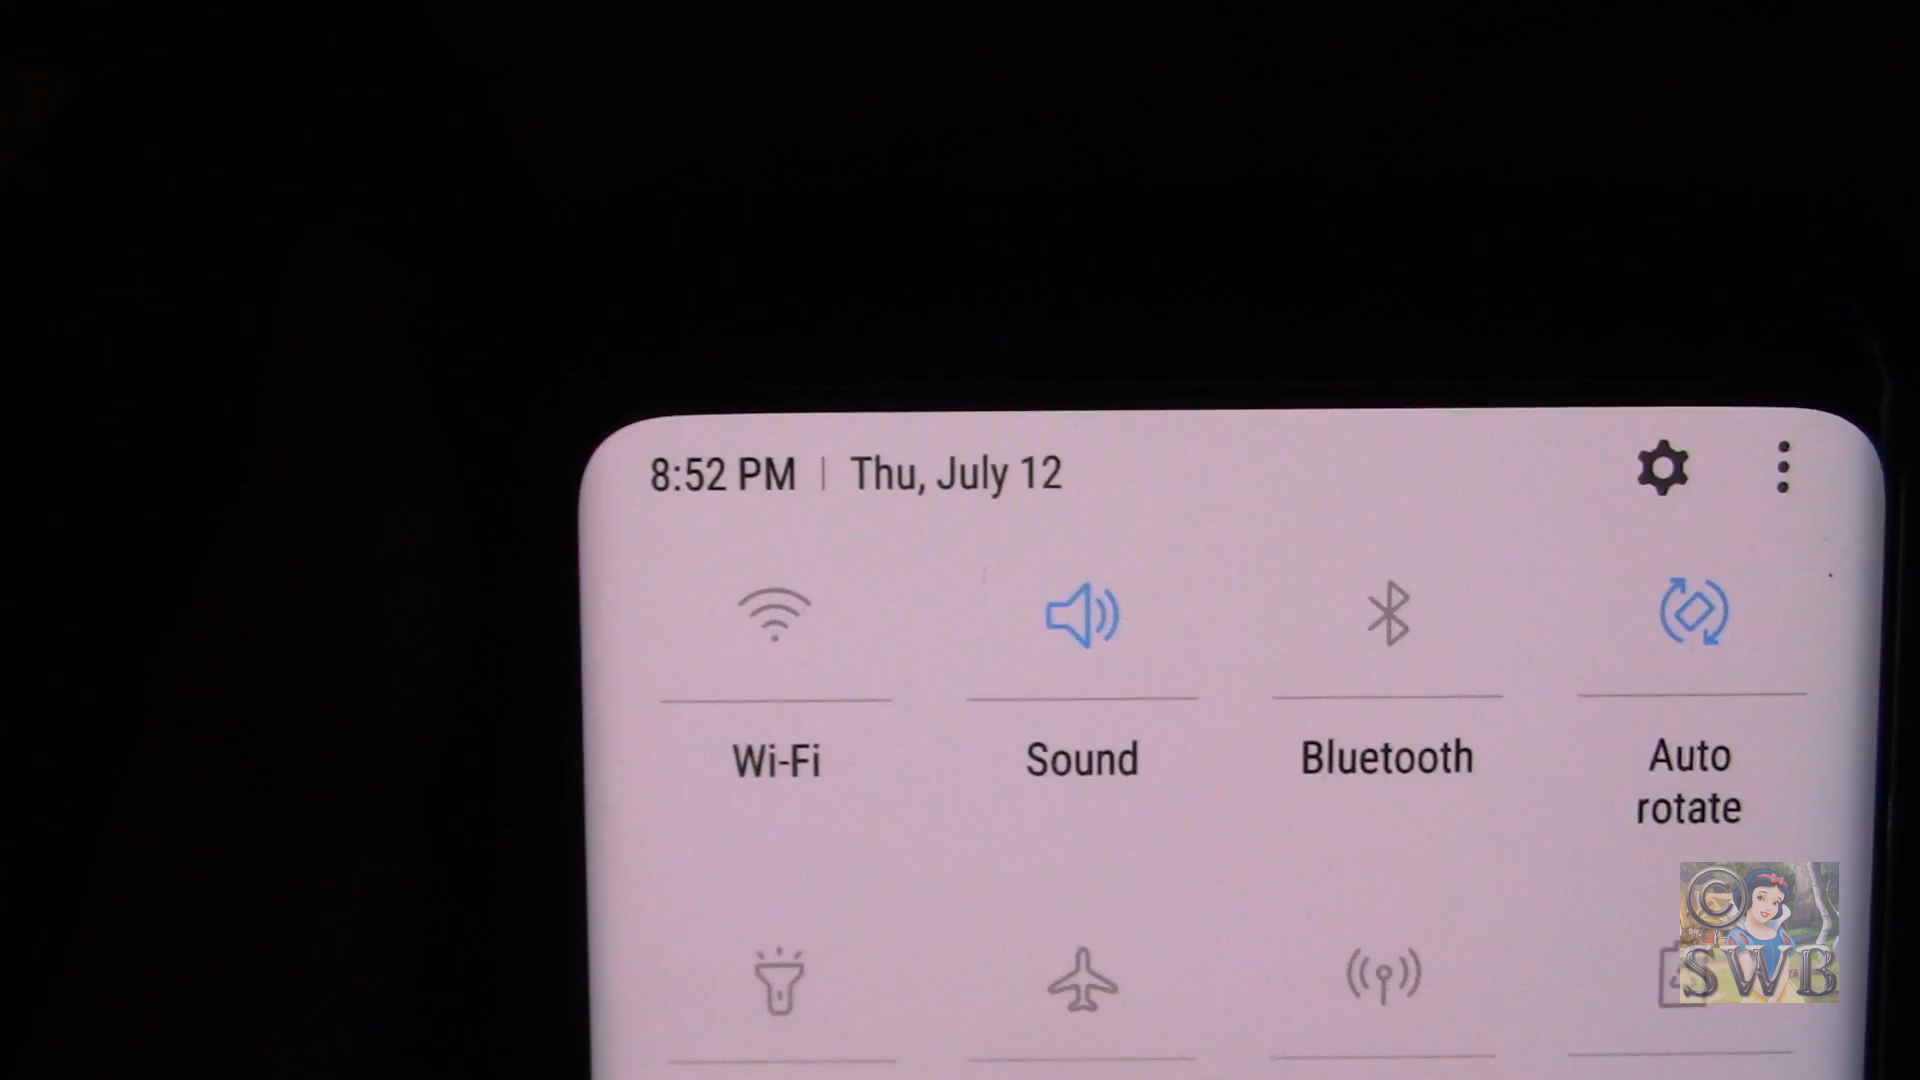 8:52 PM | Thu, July 12
Wi-Fi
Sound
Bluetooth
Auto
rotate
©
SWB